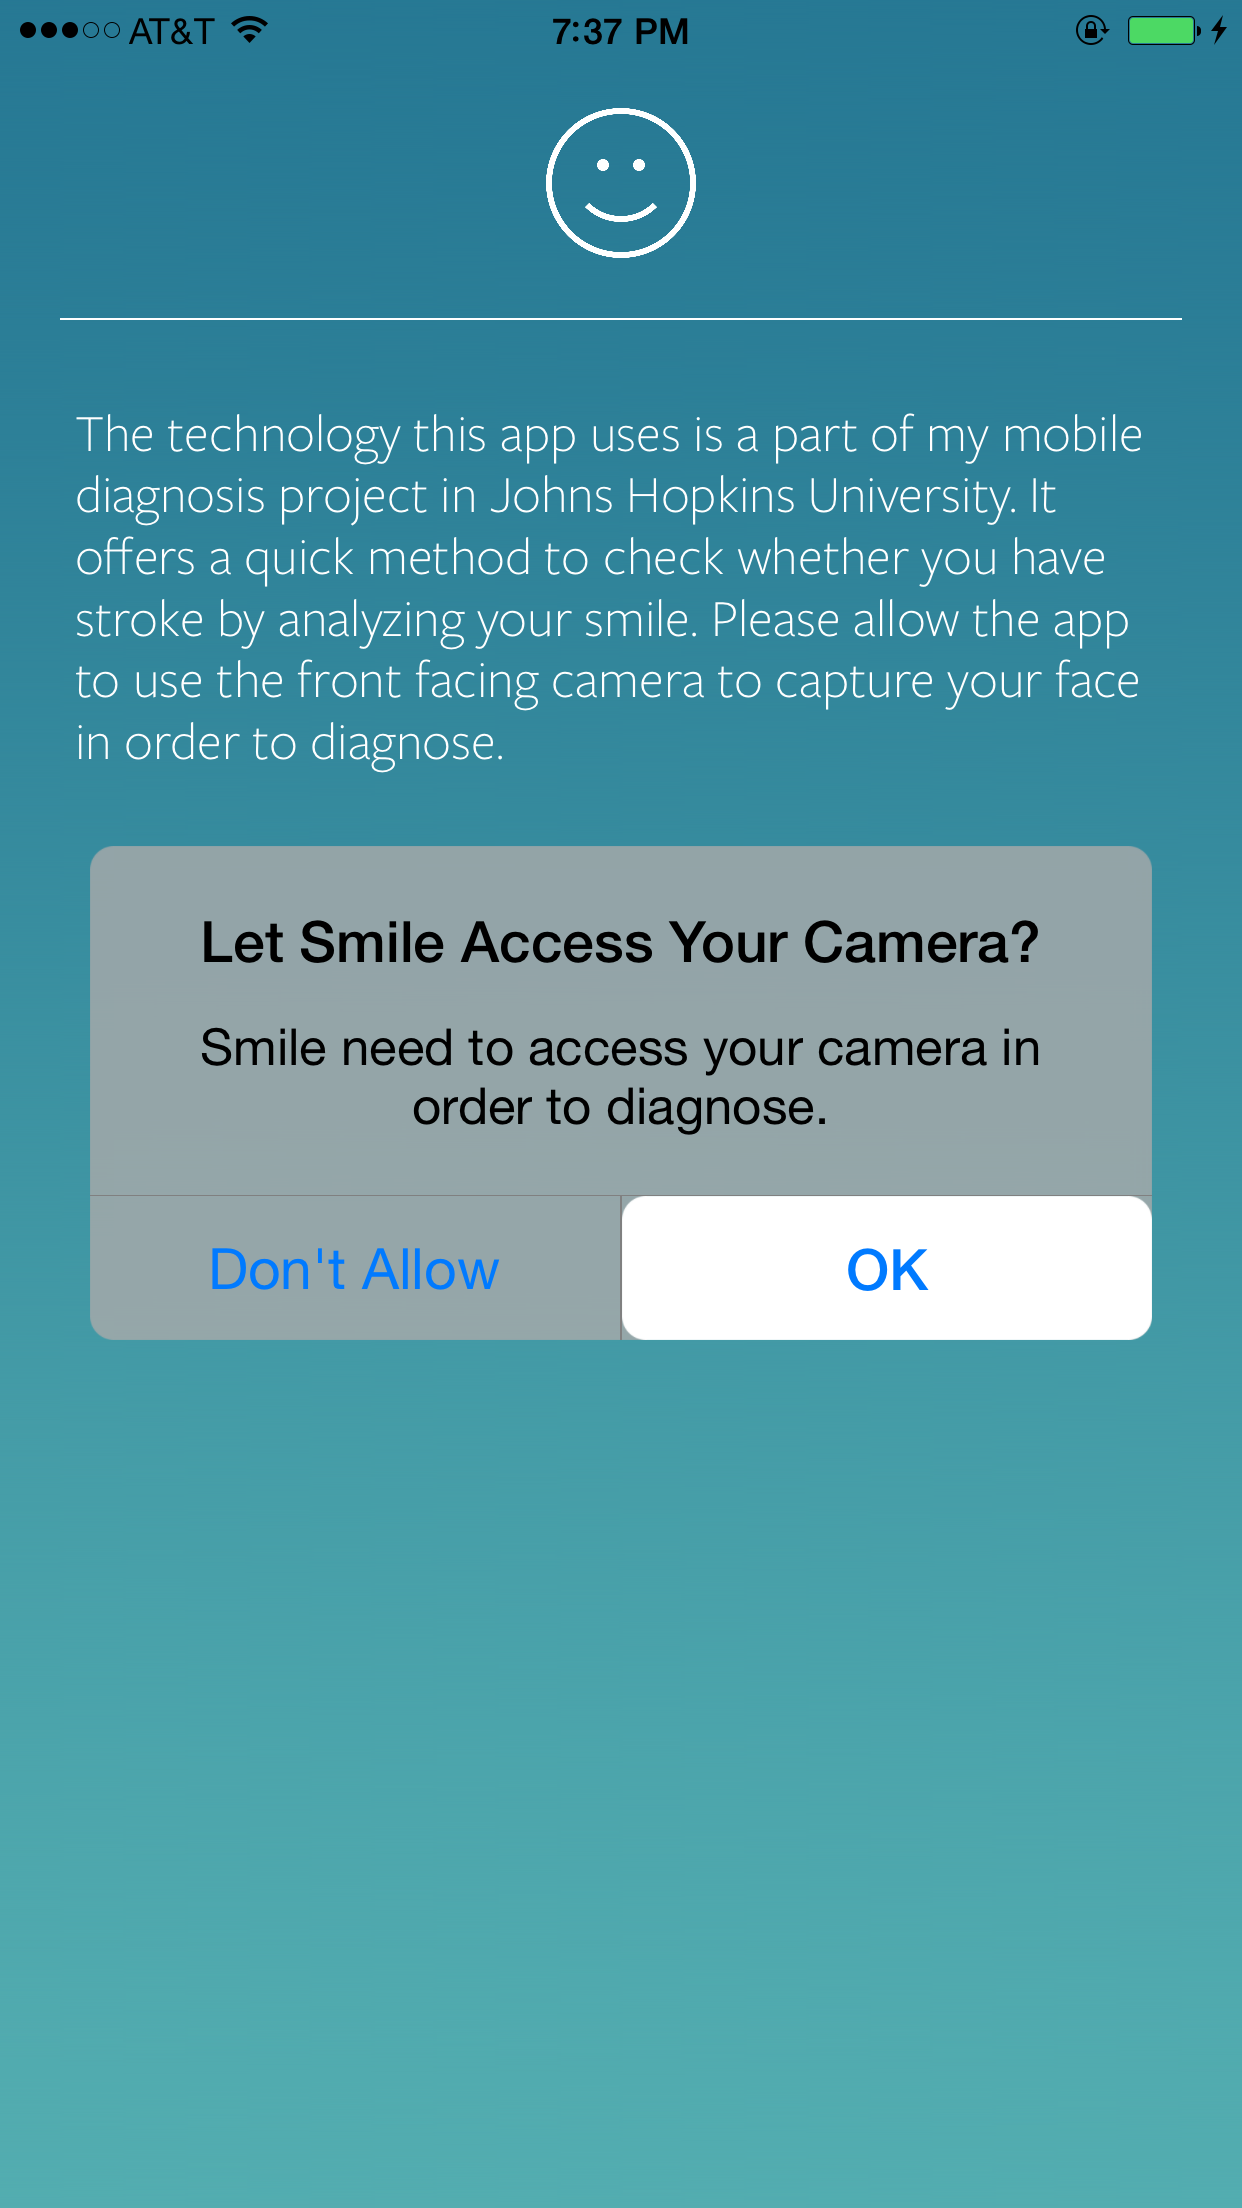 AT&T 7:37 PM
The technology this app uses is a part of my mobile
diagnosis project in Johns Hopkins University. It
offers a quick method to check whether you have
stroke by analyzing your smile. Please allow the app
to use the front facing camera to capture your face
in order to diagnose.
Let Smile Access Your Camera?
Smile need to access your camera in
order to diagnose.
Don't Allow OK